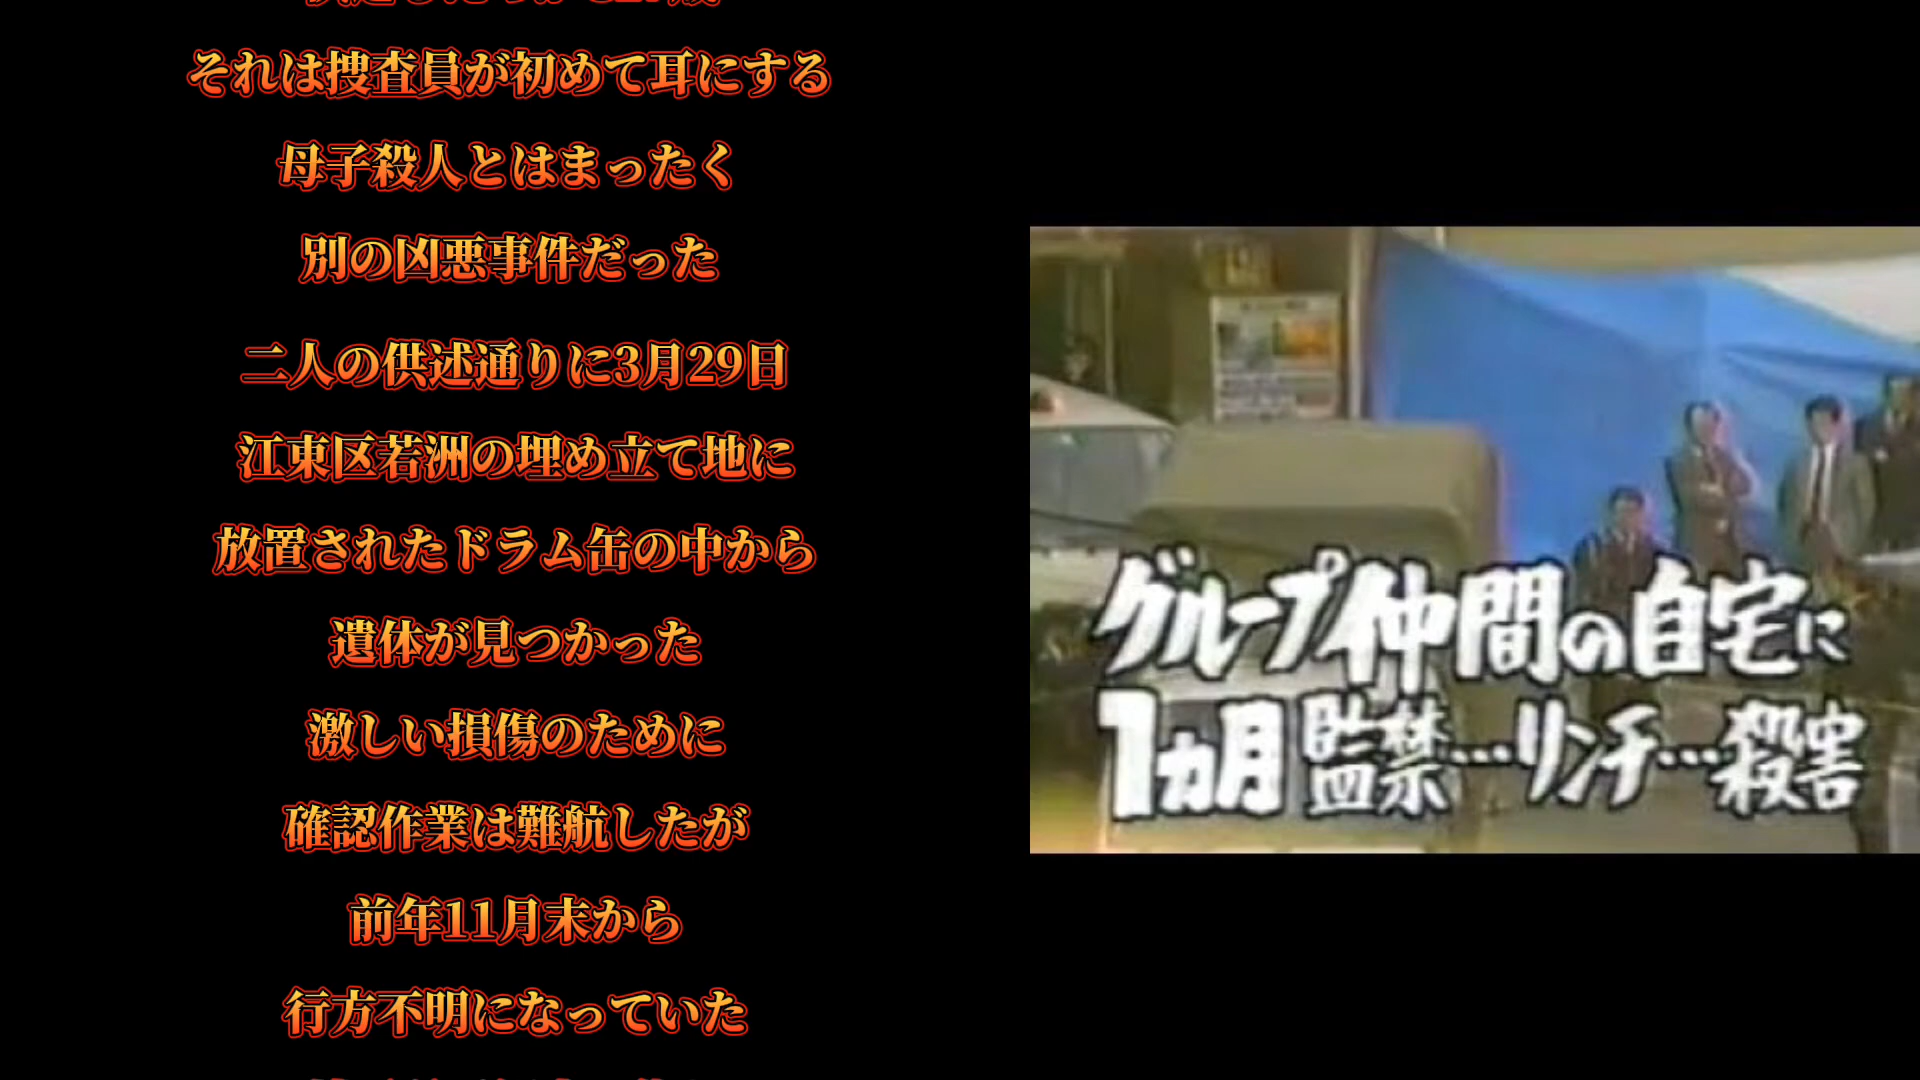 それは捜査員が初めて耳にする
母子殺人とはまったく
別の凶悪事件だった
二人の供述通りに3月29日
江東区若洲の埋め立て地に
放置されたドラム缶の中から
遺体が見つかった
激しい損傷のために
確認作業は難航したが
前年11月末から
行方不明になっていた
グループ仲間の自宅に
1ヵ月監禁…リンチ…殺害